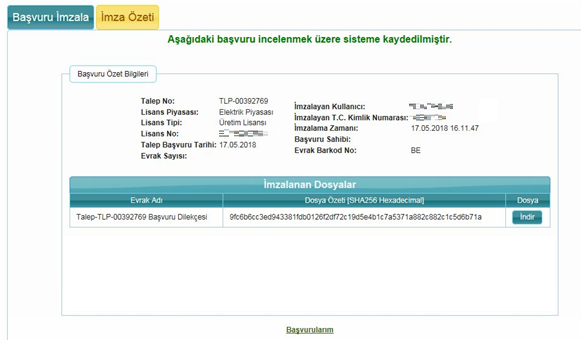 Başvuru İmzala İmza Özeti
Aşağıdaki başvuru incelenmek üzere sisteme kaydedilmiştir.
Başvuru Özet Bilgileri
Talep No: TLP-00392769
Lisans Piyasası: Elektrik Piyasası
Lisans Tipi: Üretim Lisansı
Lisans No:
Talep Başvuru Tarihi: 17.05.2018
Evrak Sayısı:
İmzalayan Kullanıcı:
İmzalayan T.C. Kimlik Numarası:
İmzalama Zamanı: 17.05.2018 16.11.47
Başvuru Sahibi:
Evrak Barkod No: BE
İmzalanan Dosyalar
Evrak Adı Dosya Özeti [SHA256 Hexadecimal] Dosya
Talep-TLP-00392769 Başvuru Dilekçesi 9fc6b6cc3ed943381fdb0126f2df72c19d5e4b1c7a5371a882c882c1c5d6b71a İndir
Başvurularım